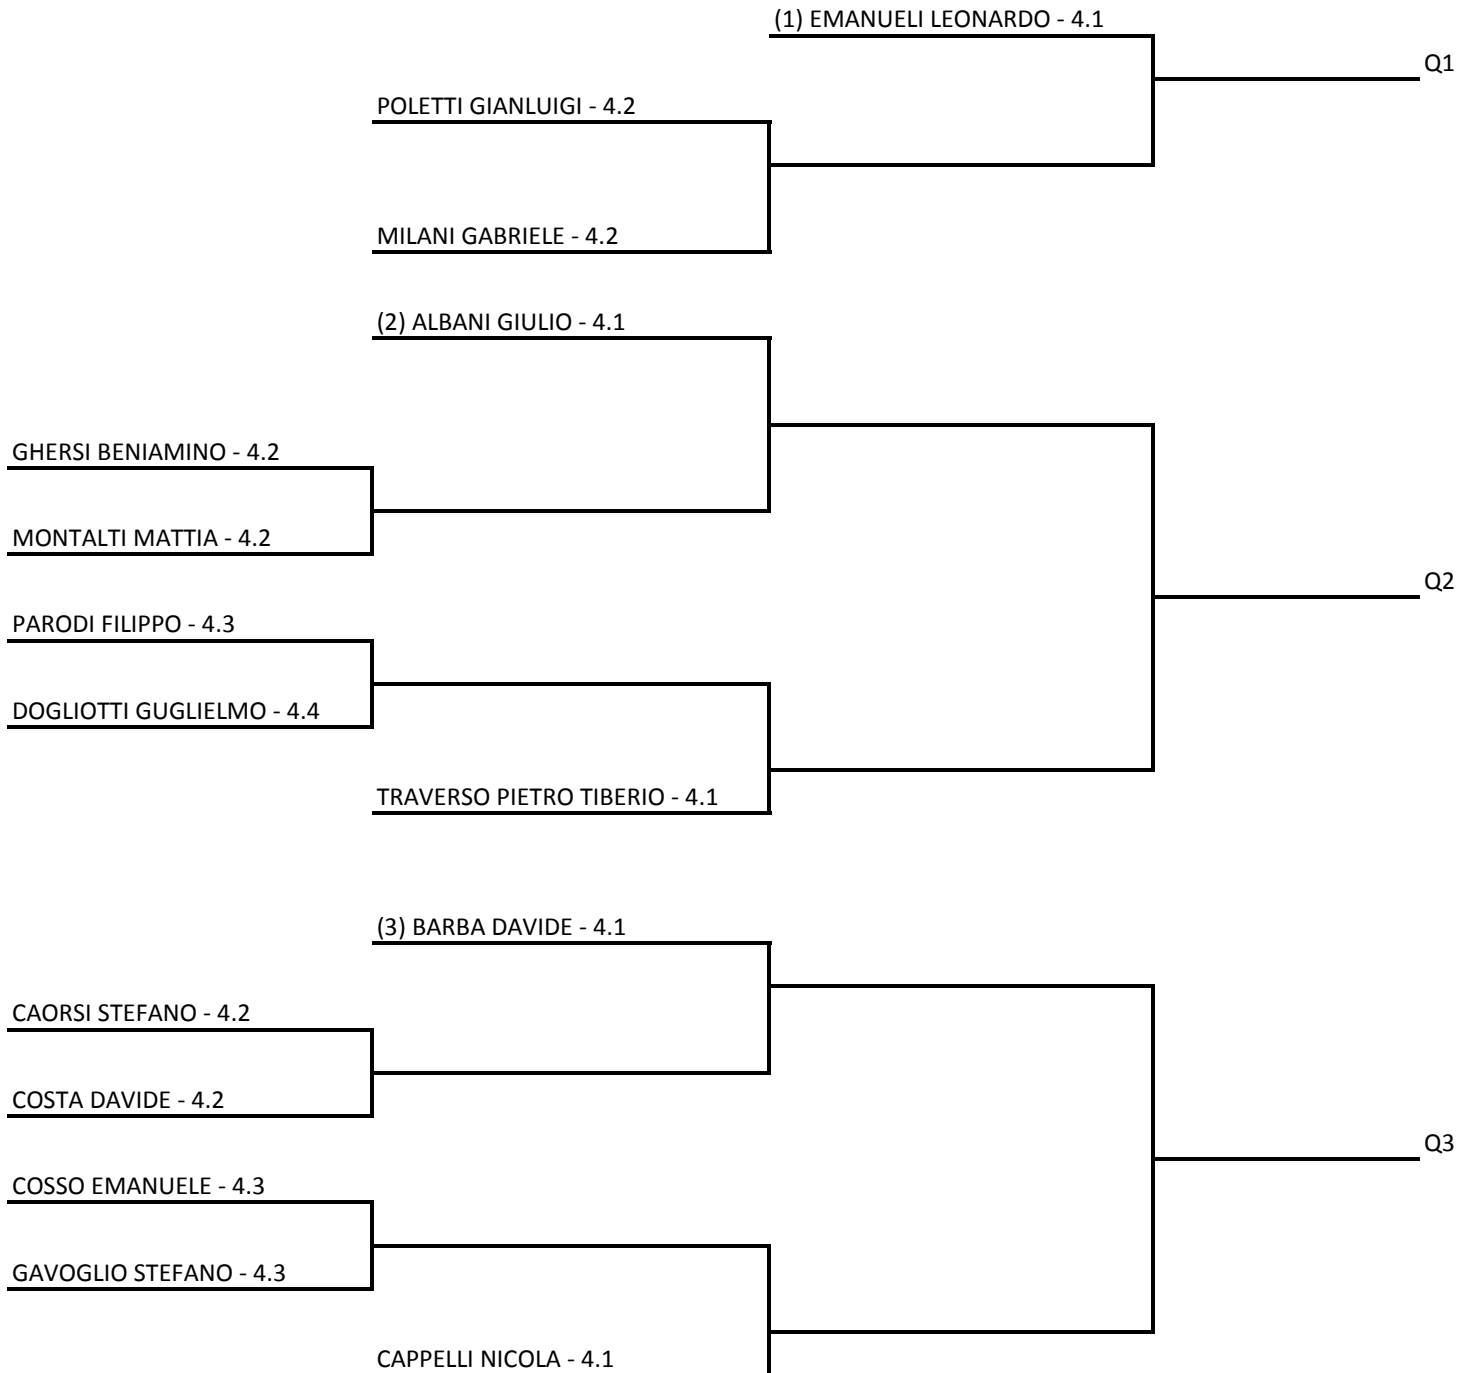 (1) EMANUELI LEONARDO - 4.1
Q1
POLETTI GIANLUIGI - 4.2
MILANI GABRIELE - 4.2
(2) ALBANI GIULIO - 4.1
GHERSI BENIAMINO - 4.2
MONTALTI MATTIA - 4.2
Q2
PARODI FILIPPO - 4.3
DOGLIOTTI GUGLIELMO - 4.4
TRAVERSO PIETRO TIBERIO - 4.1
(3) BARBA DAVIDE - 4.1
CAORSI STEFANO - 4.2
COSTA DAVIDE - 4.2
Q3
COSSO EMANUELE - 4.3
GAVOGLIO STEFANO - 4.3
CAPPELLI NICOLA - 4.1